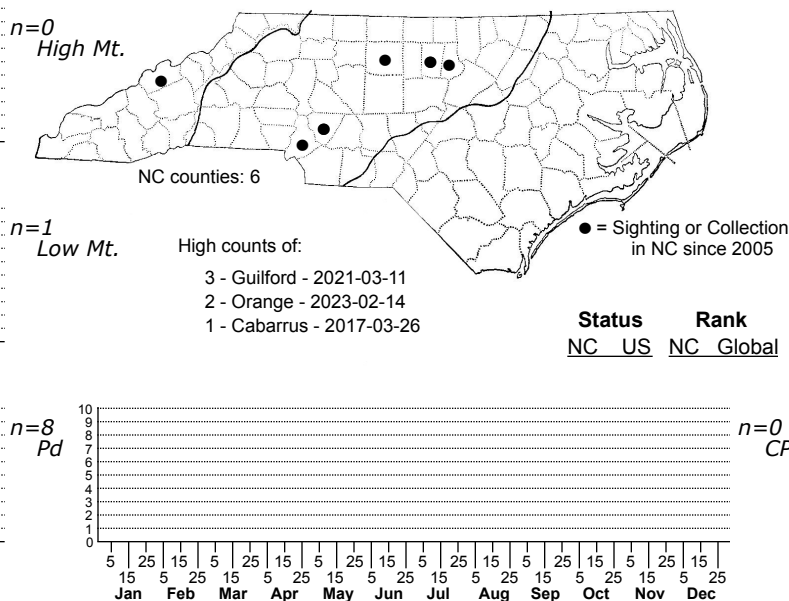 n=0
High Mt.
NC counties: 6
n=1
Low Mt.
● = Sighting or Collection
in NC since 2005
High counts of:
3 - Guilford - 2021-03-11
2 - Orange - 2023-02-14
1 - Cabarrus - 2017-03-26
Status Rank
NC US NC Global
n=8
Pd
10
9
8
7
6
5
4
3
2
1
0
n=0
CP
5 15 25 5 15 25 5 15 25 5 15 25 5 15 25 5 15 25
15 5 25 15 5 25 15 5 25 15 5 25 15 5 25 15 5 25
Jan Feb Mar Apr May Jun Jul Aug Sep Oct Nov Dec